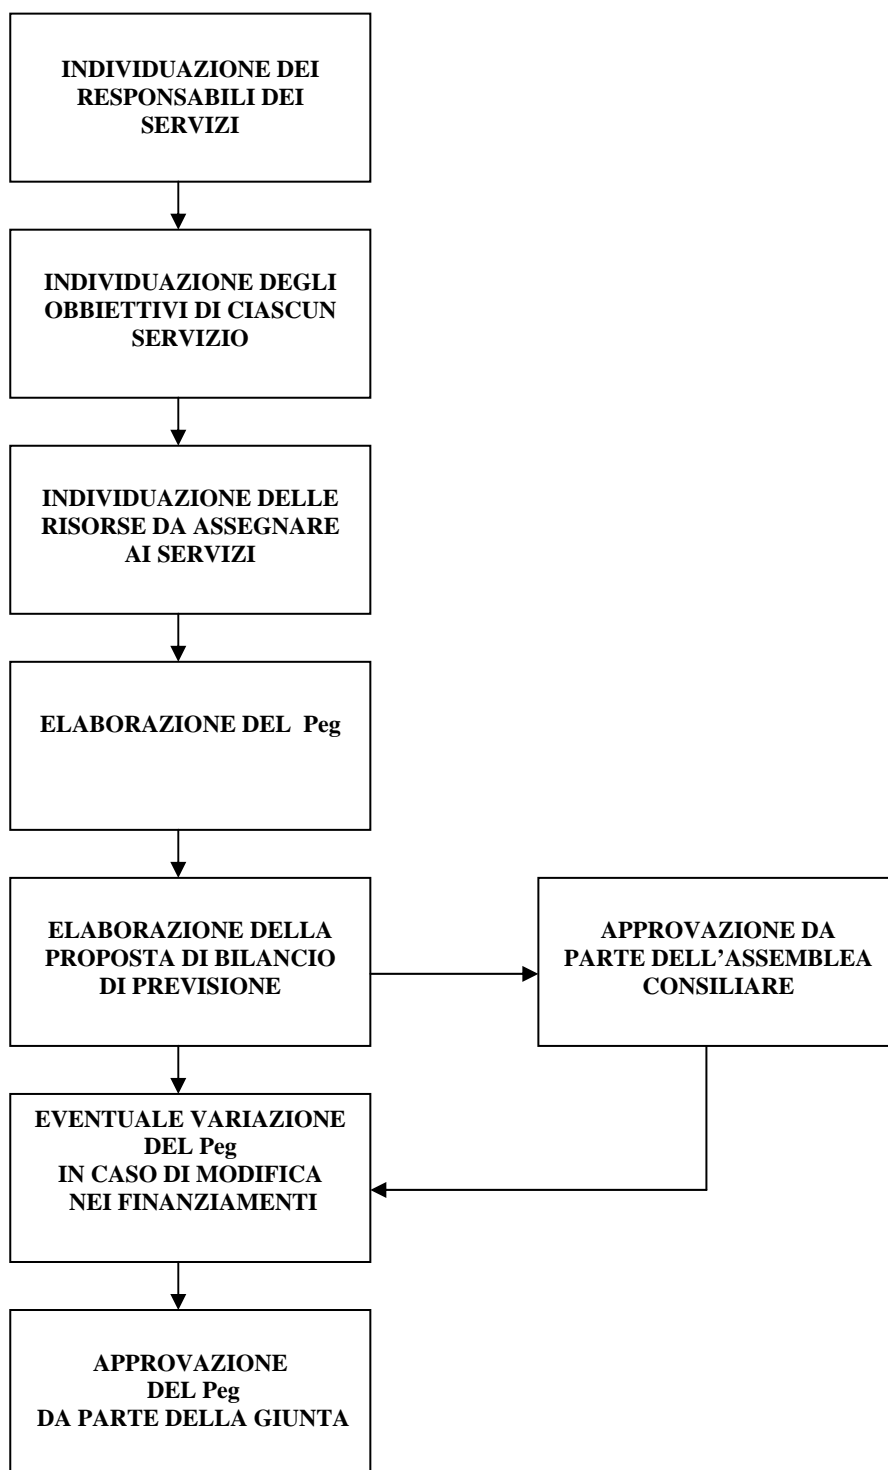 INDIVIDUAZIONE DEI
RESPONSABILI DEI
SERVIZI
INDIVIDUAZIONE DEGLI
OBBIETTIVI DI CIASCUN
SERVIZIO
INDIVIDUAZIONE DELLE
RISORSE DA ASSEGNARE
AI SERVIZI
ELABORAZIONE DEL  Peg
ELABORAZIONE DELLA
PROPOSTA DI BILANCIO
DI PREVISIONE
APPROVAZIONE DA
PARTE DELL’ASSEMBLEA
CONSILIARE
EVENTUALE VARIAZIONE
DEL Peg
IN CASO DI MODIFICA
NEI FINANZIAMENTI
APPROVAZIONE
DEL Peg
DA PARTE DELLA GIUNTA